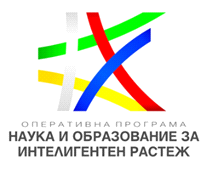 ОПЕРАТИВНА ПРОГРАМА
НАУКА И ОБРАЗОВАНИЕ ЗА
ИНТЕЛИГЕНТЕН РАСТЕЖ